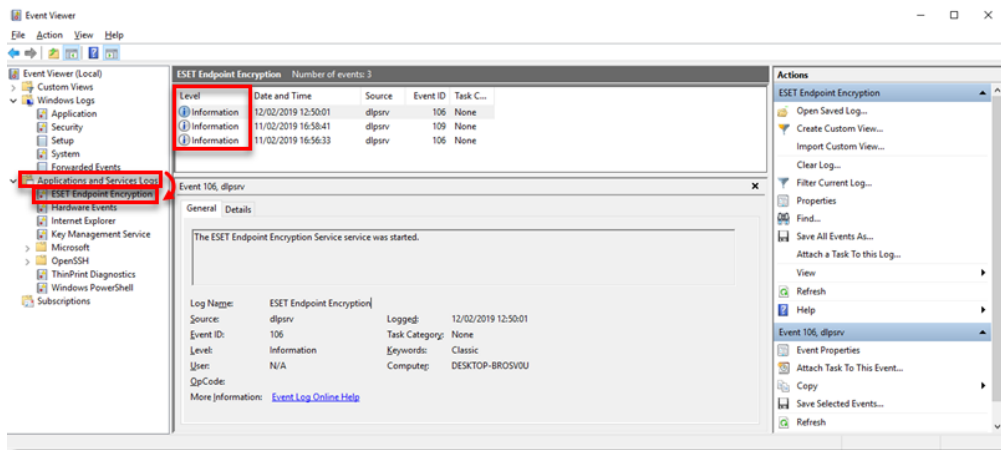 Event Viewer
File Action View Help
Event Viewer (Local)
Custom Views
Windows Logs
Application
Security
Setup
System
Forwarded Events
Applications and Services Logs
ESET Endpoint Encryption
Hardware Events
Internet Explorer
Key Management Service
Microsoft
OpenSSH
ThinPrint Diagnostics
Windows PowerShell
Subscriptions
ESET Endpoint Encryption Number of events: 3
Level Date and Time Source Event ID Task C...
Information 12/02/2019 12:50:01 dlpsrv 106 None
Information 11/02/2019 16:58:41 dlpsrv 109 None
Information 11/02/2019 16:56:33 dlpsrv 106 None
Event 106, dlpsrv
General Details
The ESET Endpoint Encryption Service service was started.
Log Name: ESET Endpoint Encryption
Source: dlpsrv Logged: 12/02/2019 12:50:01
Event ID: 106 Task Category: None
Level: Information Keywords: Classic
User: N/A Computer: DESKTOP-BROSV0U
OpCode:
More Information: Event Log Online Help
Actions
ESET Endpoint Encryption
Open Saved Log...
Create Custom View...
Import Custom View...
Clear Log...
Filter Current Log...
Properties
Find...
Save All Events As...
Attach a Task To this Log...
View
Refresh
Help
Event 106, dlpsrv
Event Properties
Attach Task To This Event...
Copy
Save Selected Events...
Refresh